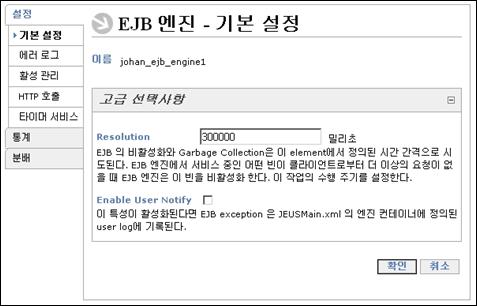 설정
기본 설정
에러 로그
활성 관리
HTTP 호출
타이머 서비스
통계
분배
EJB 엔진 - 기본 설정
이름 johan_ejb_engine1
고급 선택사항
Resolution 300000 밀리초
EJB 의 비활성화와 Garbage Collection은 이 element에서 정의된 시간 간격으로 시
도된다. EJB 엔진에서 서비스 중인 어떤 빈이 클라이언트로부터 더 이상의 요청이 없
을 때 EJB 엔진은 이 빈을 비활성화 한다. 이 작업의 수행 주기를 설정한다.
Enable User Notify
이 특성이 활성화된다면 EJB exception 은 JEUSMain.xml 의 엔진 컨테이너에 정의된
user log에 기록된다.
확인 취소